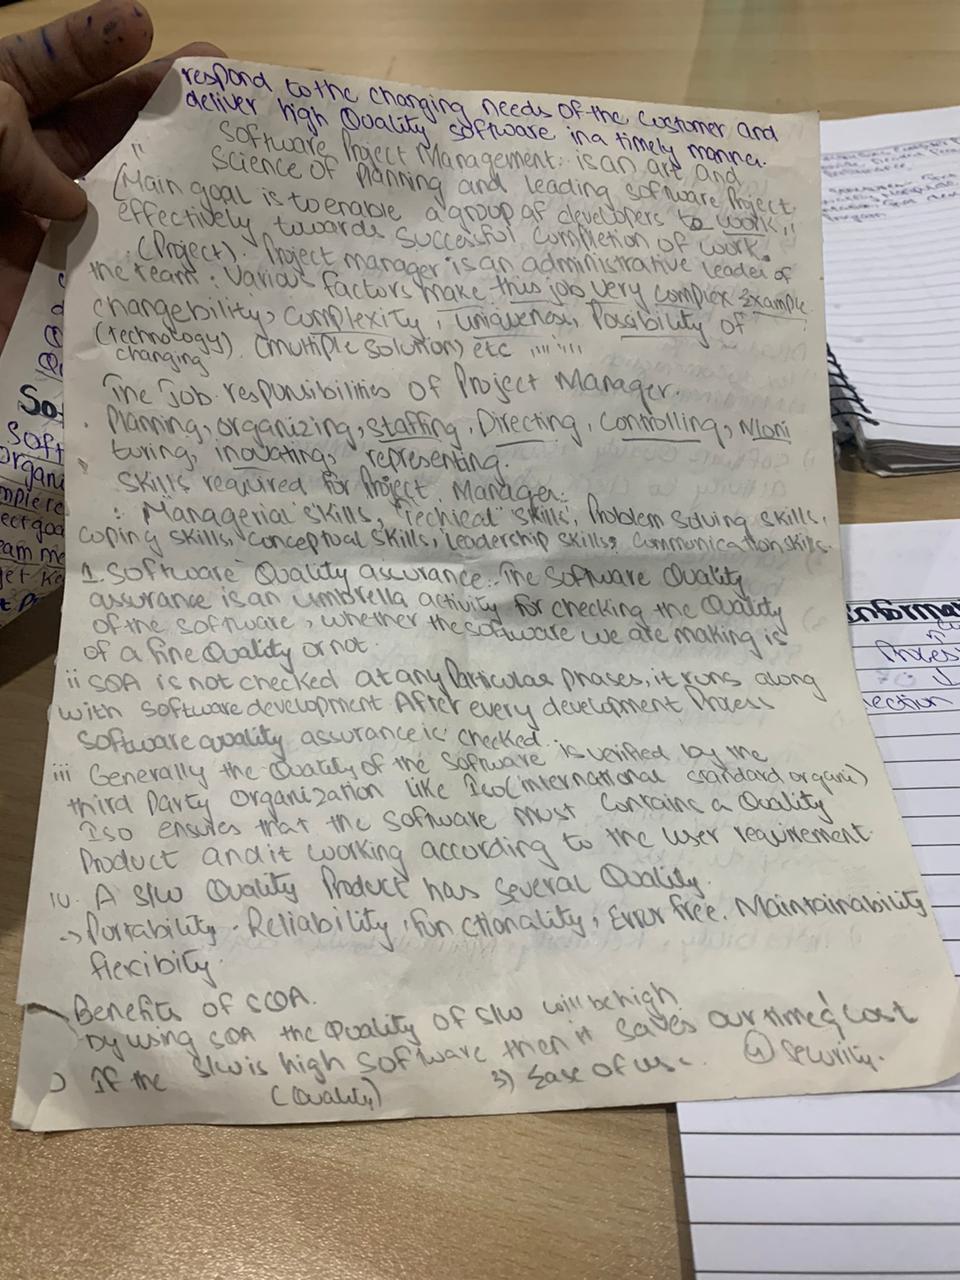 respond to the changing needs of the customer and
deliver high Quality software in a timely manner.
" Software Project Management: is an art and
Science of Planning and leading software Project
(Main goal is to enable a group of developers to work
effectively towards successful completion of work.
(Project). Project manager is an administrative leader of
the team: Various factors make this job very complex Example
changebility, complexity, uniqueness, Possibility of
(technology). (multiple solution) etc
changing
The Job responsibilities of Project Manager.
. Planning, organizing, staffing, Directing, Controlling, Moni
turing, inovating, representing.
Skills required for Project Manager:
: Managerial skills, Techical skills, Problem Solving skills,
coping skills, conceptual skills, leadership skills, communication skills.
1. Software Quality assurance: The Software Quality
assurance is an umbrella activity for checking the Quality
of the software, whether the software we are making is
of a fine Quality or not.
ii SQA is not checked at any Particular phases, it runs along
with software development After every development Process
software quality assurance is checked.
iii Generally the Quality of the software is verified by the
third Party Organization like Iso (international standard organi)
Iso ensures that the software must contains a Quality
Product and it working according to the user requirement
iv. A S/w Quality Product has several Quality.
-> Portability. Reliability, Functionality, Error free. Maintainability
flexibity.
Benefits of SQA.
by using SQA the Quality of S/w will be high
) If the S/w is high software then it saves our time & cost
(Quality) 3) Ease of use. 4) security.
So
Soft
organi
Informa
Proces
ection